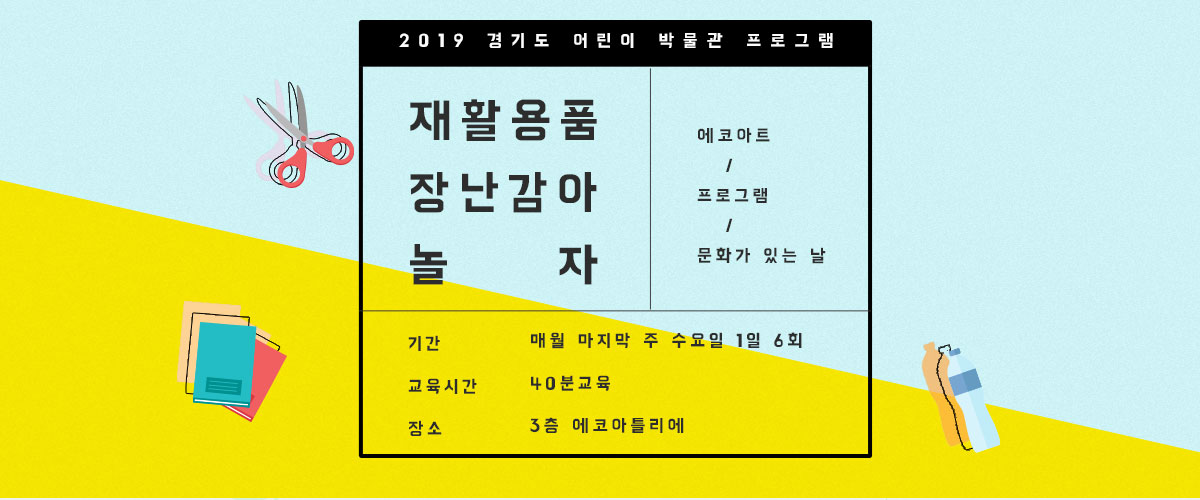 2019 경기도 어린이 박물관 프로그램
재활용품
장난감아
놀 자
에코아트
/
프로그램
/
문화가 있는 날
기간 매월 마지막 주 수요일 1일 6회
교육시간 40분교육
장소 3층 에코아틀리에